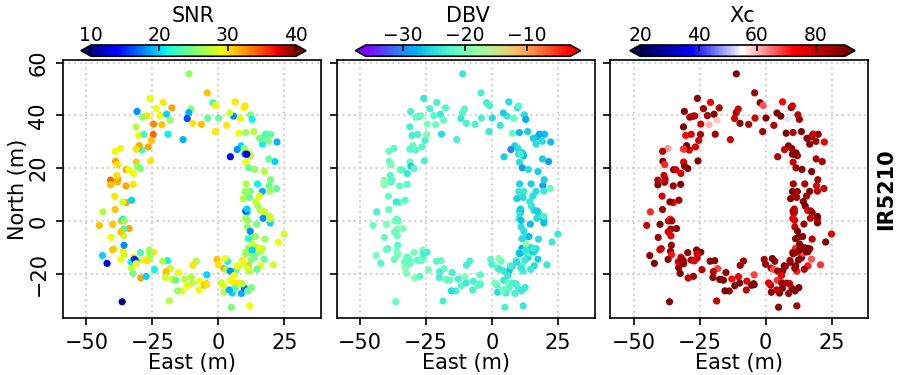 SNR DBV Xc
10 20 30 40 −30 −20 −10 20 40 60 80
60
40
20
0
−20
North (m)
IR5210
−50 −25 0 25 −50 −25 0 25 −50 −25 0 25
East (m) East (m) East (m)